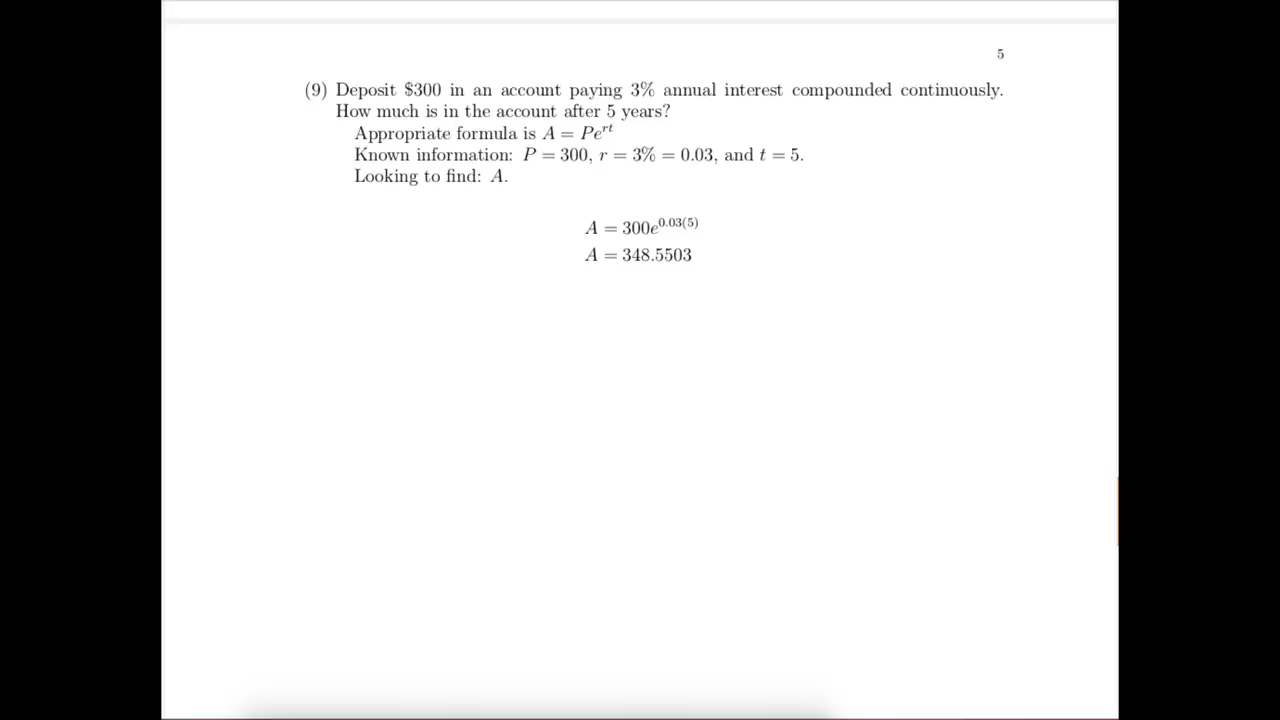 5
(9) Deposit $300 in an account paying 3% annual interest compounded continuously.
How much is in the account after 5 years?
Appropriate formula is A = Pe^{rt}
Known information: P = 300, r = 3% = 0.03, and t = 5.
Looking to find: A.
A = 300e^{0.03(5)}
A = 348.5503